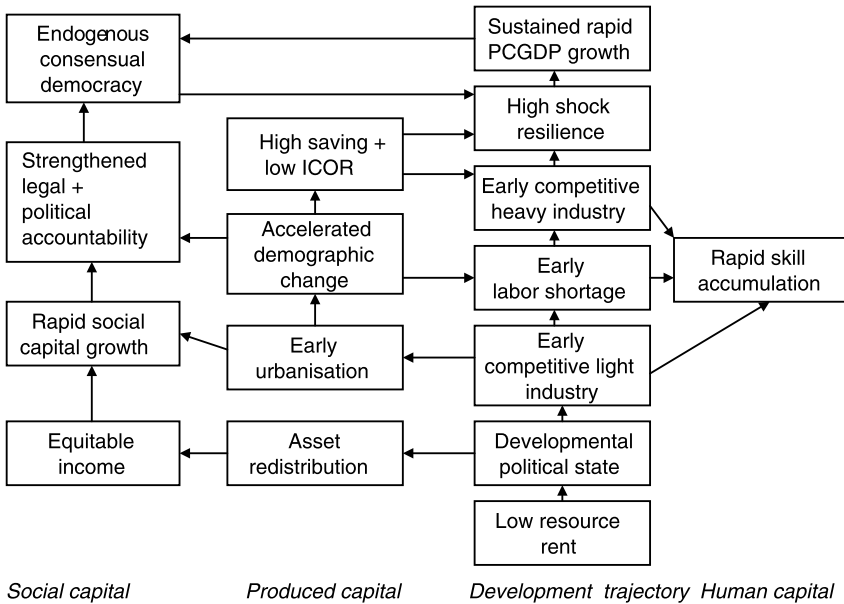 Endogenous
consensual
democracy
Sustained rapid
PCGDP growth
High shock
resilience
High saving +
low ICOR
Strengthened
legal +
political
accountability
Early competitive
heavy industry
Accelerated
demographic
change
Early
labor shortage
Rapid skill
accumulation
Rapid social
capital growth
Early
urbanisation
Early
competitive light
industry
Equitable
income
Asset
redistribution
Developmental
political state
Low resource
rent
Social capital
Produced capital
Development trajectory
Human capital